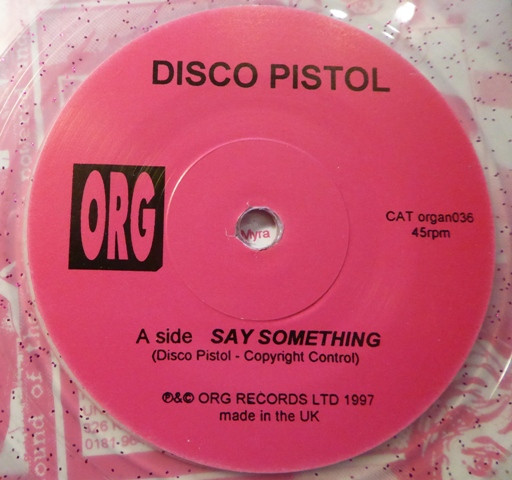 DISCO PISTOL
ORG
CAT organ036
45rpm
Myra
A side SAY SOMETHING
(Disco Pistol - Copyright Control)
℗&© ORG RECORDS LTD 1997
made in the UK